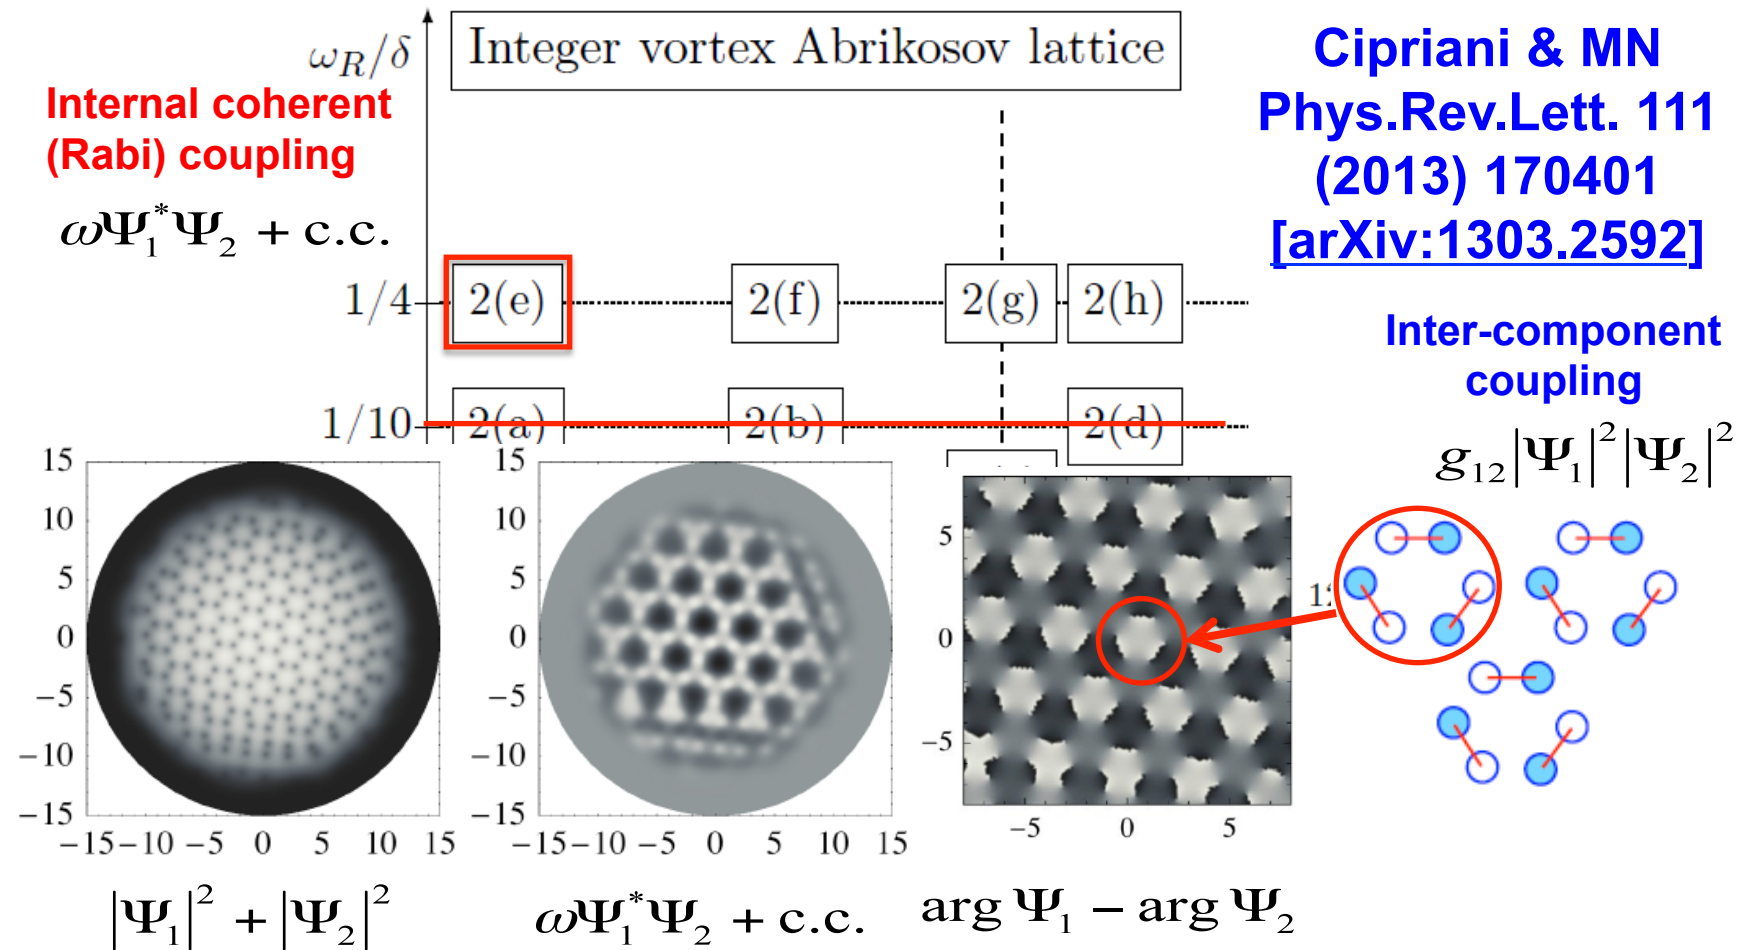 ω_R/δ
Integer vortex Abrikosov lattice
Internal coherent
(Rabi) coupling
ωΨ₁*Ψ₂ + c.c.
Cipriani & MN
Phys.Rev.Lett. 111
(2013) 170401
[arXiv:1303.2592]
1/4
2(e)
2(f)
2(g)
2(h)
Inter-component
coupling
g₁₂|Ψ₁|²|Ψ₂|²
1/10
2(a)
2(b)
2(d)
15
10
5
0
−5
−10
−15
−15 −10 −5 0 5 10 15
|Ψ₁|² + |Ψ₂|²
15
10
5
0
−5
−10
−15
−15 −10 −5 0 5 10 15
ωΨ₁*Ψ₂ + c.c.
5
0
−5
−5 0 5
arg Ψ₁ − arg Ψ₂